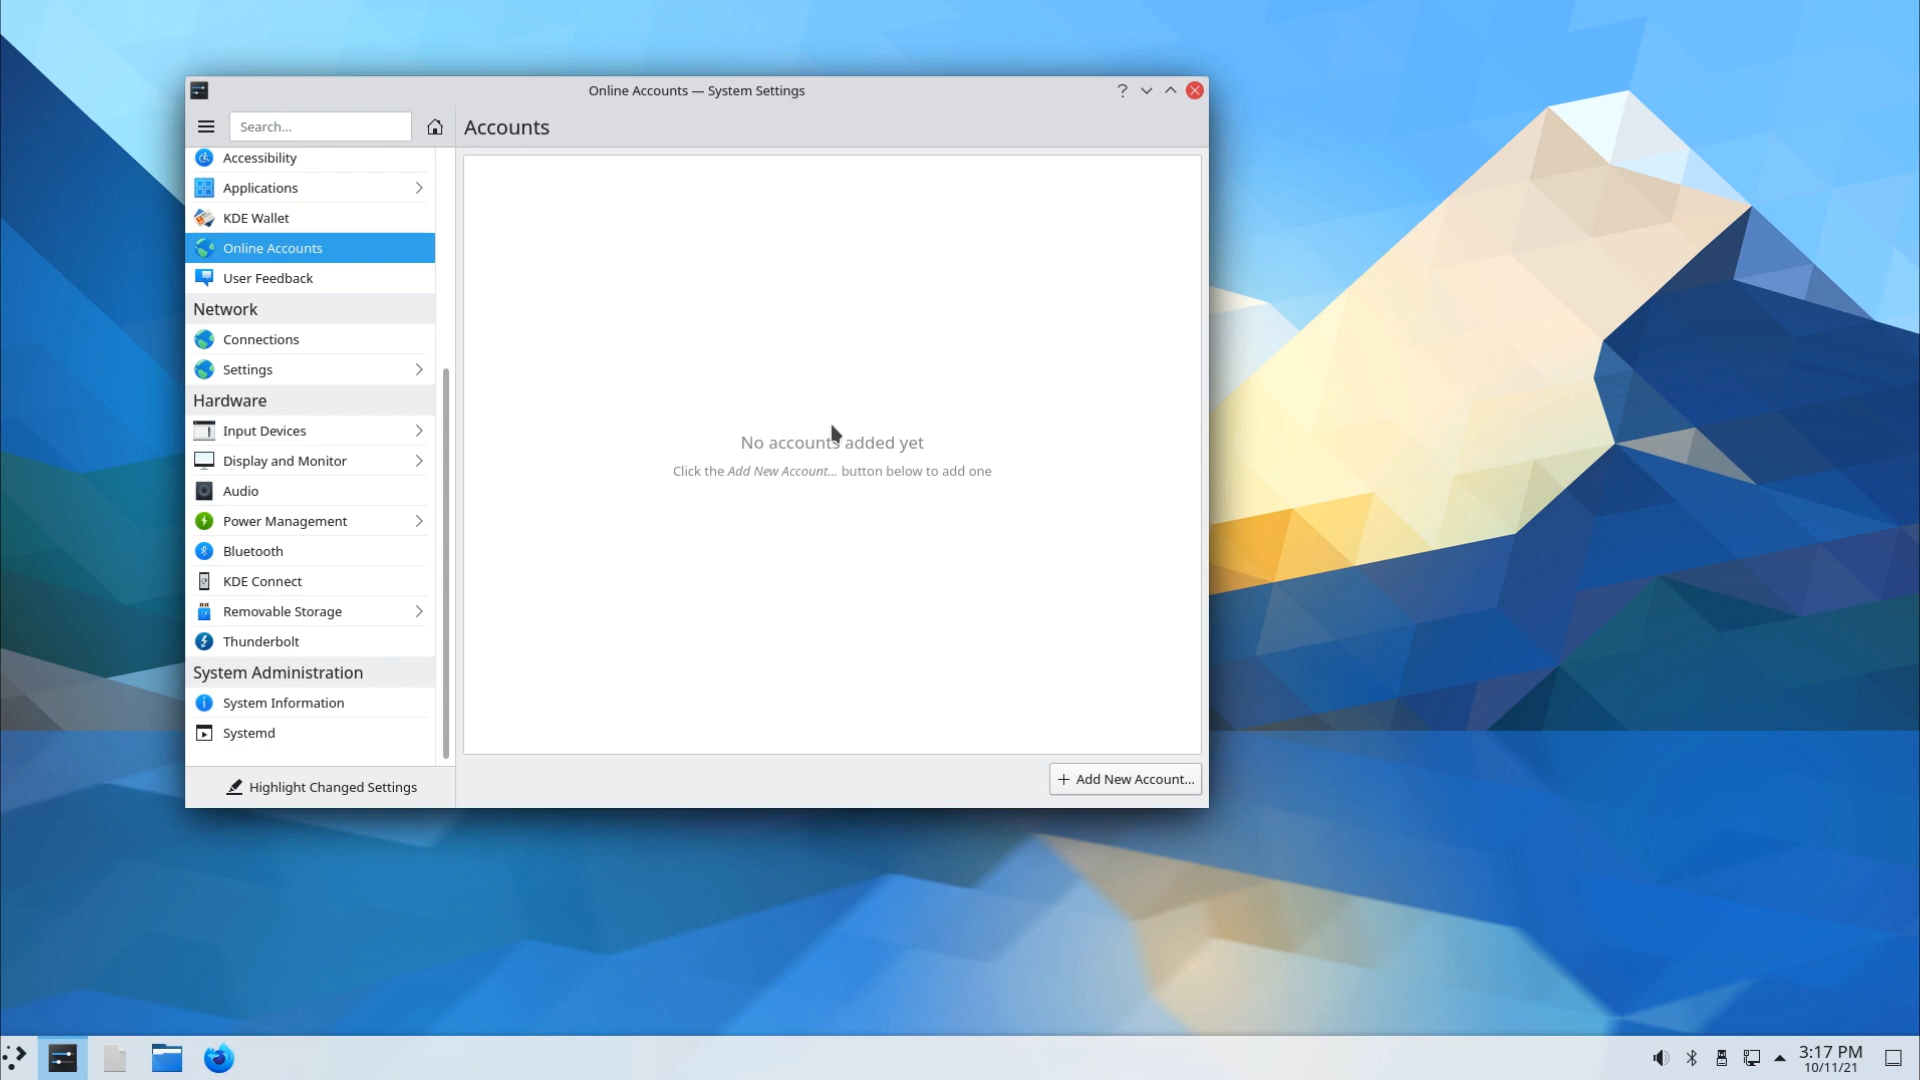 Online Accounts — System Settings
Search...
Accounts
Accessibility
Applications
KDE Wallet
Online Accounts
User Feedback
Network
Connections
Settings
Hardware
Input Devices
Display and Monitor
Audio
Power Management
Bluetooth
KDE Connect
Removable Storage
Thunderbolt
System Administration
System Information
Systemd
Highlight Changed Settings
No accounts added yet
Click the Add New Account... button below to add one
Add New Account...
3:17 PM
10/11/21